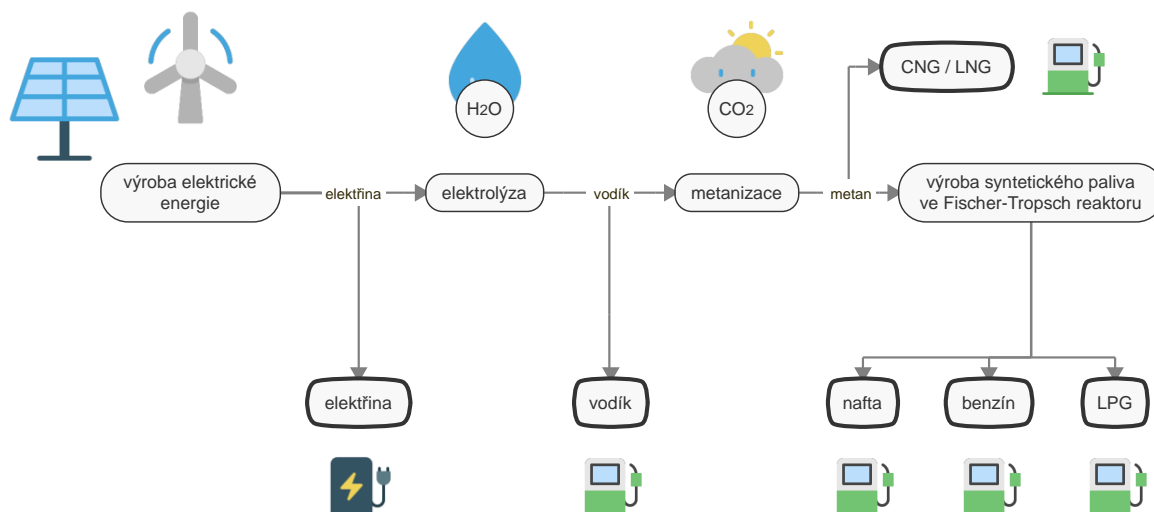 H2O
CO2
CNG / LNG
výroba elektrické
energie
elektřina
elektrolýza
vodík
metanizace
metan
výroba syntetického paliva
ve Fischer-Tropsch reaktoru
elektřina
vodík
nafta
benzín
LPG